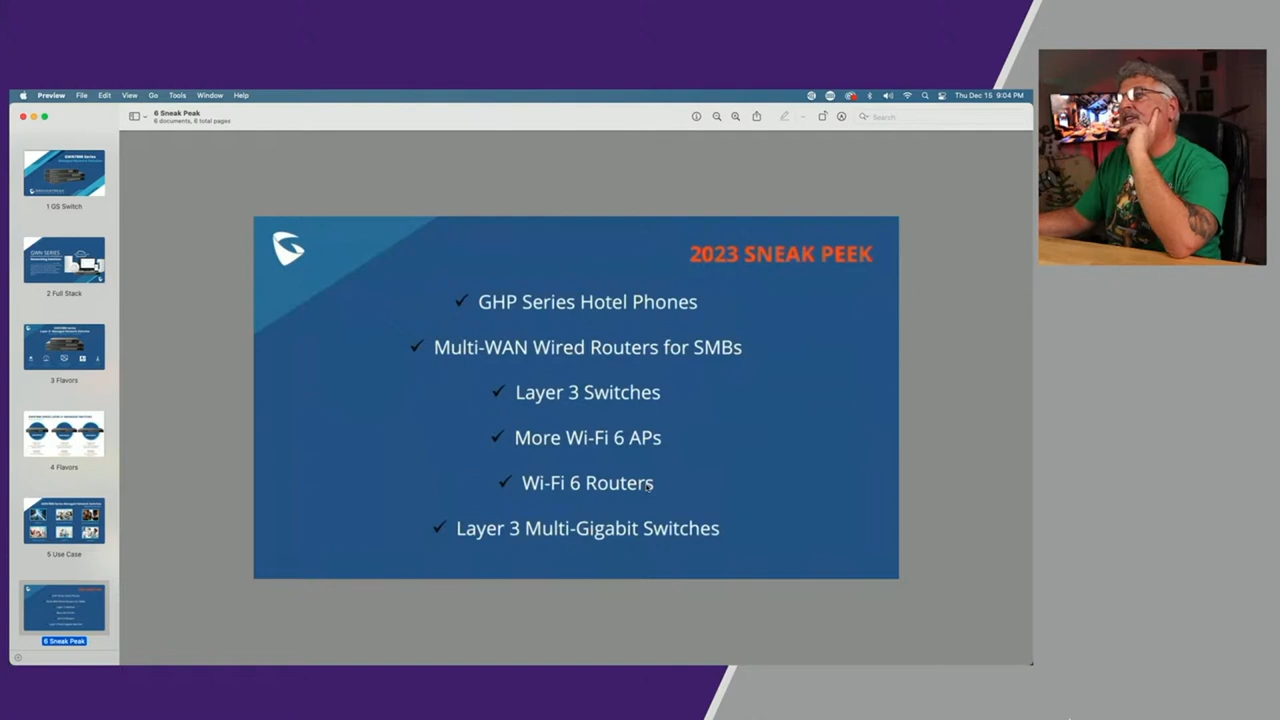 Preview File Edit View Go Tools Window Help
Thu Dec 15 9:04 PM
6 Sneak Peak
6 documents, 6 total pages
Search
1 GS Switch
2 Full Stack
3 Flavors
4 Flavors
5 Use Case
6 Sneak Peak
2023 SNEAK PEEK
✓ GHP Series Hotel Phones
✓ Multi-WAN Wired Routers for SMBs
✓ Layer 3 Switches
✓ More Wi-Fi 6 APs
✓ Wi-Fi 6 Routers
✓ Layer 3 Multi-Gigabit Switches